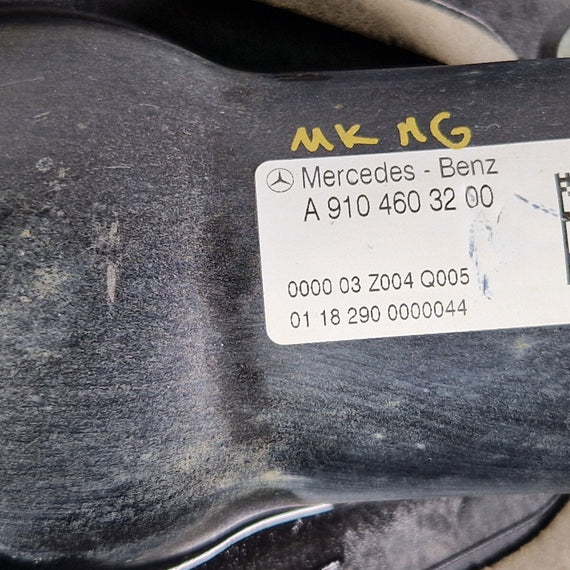 MK MG
Mercedes - Benz
A 910 460 32 00
0000 03 Z004 Q005
01 18 290 0000044